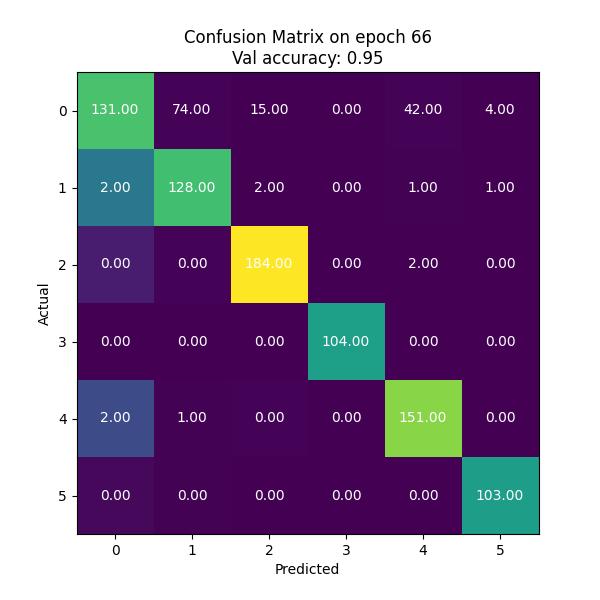 Confusion Matrix on epoch 66
Val accuracy: 0.95
0 131.00 74.00 15.00 0.00 42.00 4.00
1 2.00 128.00 2.00 0.00 1.00 1.00
2 0.00 0.00 184.00 0.00 2.00 0.00
3 0.00 0.00 0.00 104.00 0.00 0.00
4 2.00 1.00 0.00 0.00 151.00 0.00
5 0.00 0.00 0.00 0.00 0.00 103.00
Actual
0 1 2 3 4 5
Predicted